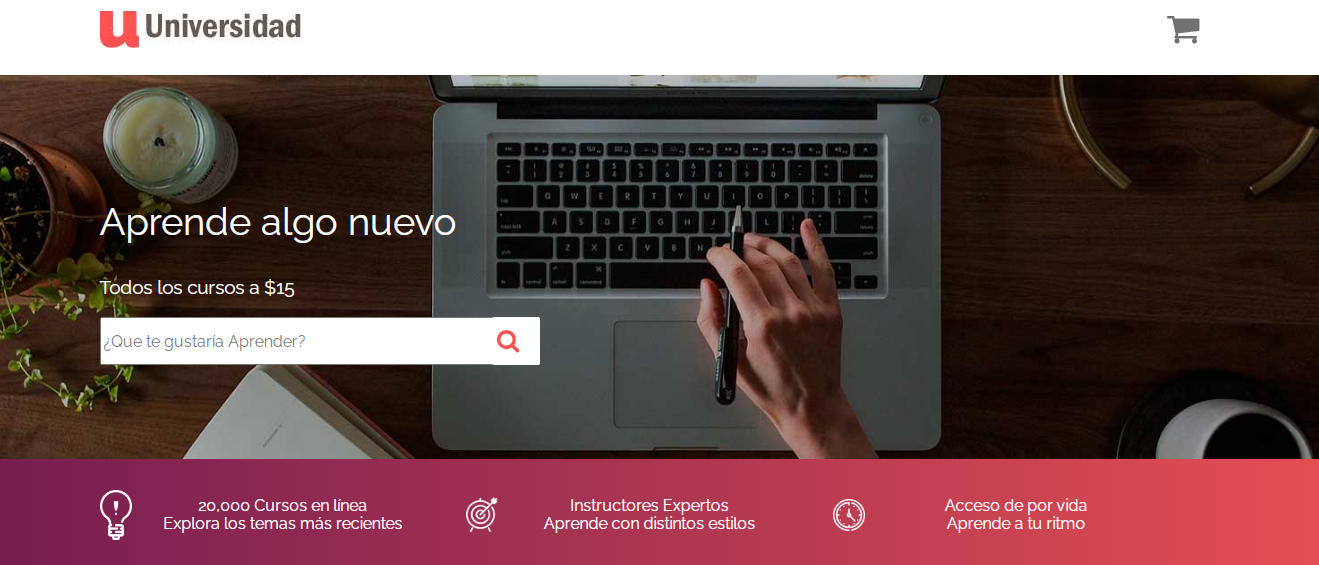 u Universidad
Aprende algo nuevo
Todos los cursos a $15
¿Que te gustaría Aprender?
20,000 Cursos en línea
Explora los temas más recientes
Instructores Expertos
Aprende con distintos estilos
Acceso de por vida
Aprende a tu ritmo